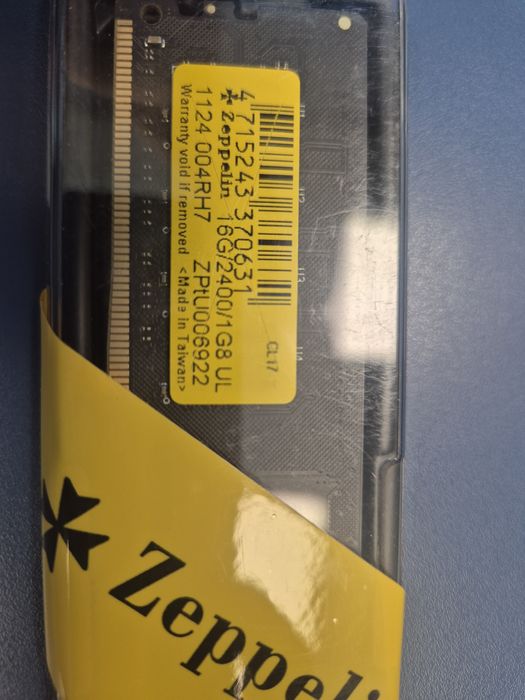 4 715243 370631
Zeppelin 16G/2400/1G8 UL
CL17
1124 004RH7 ZPtU006922
Warranty void if removed <Made in Taiwan>
Zeppeli